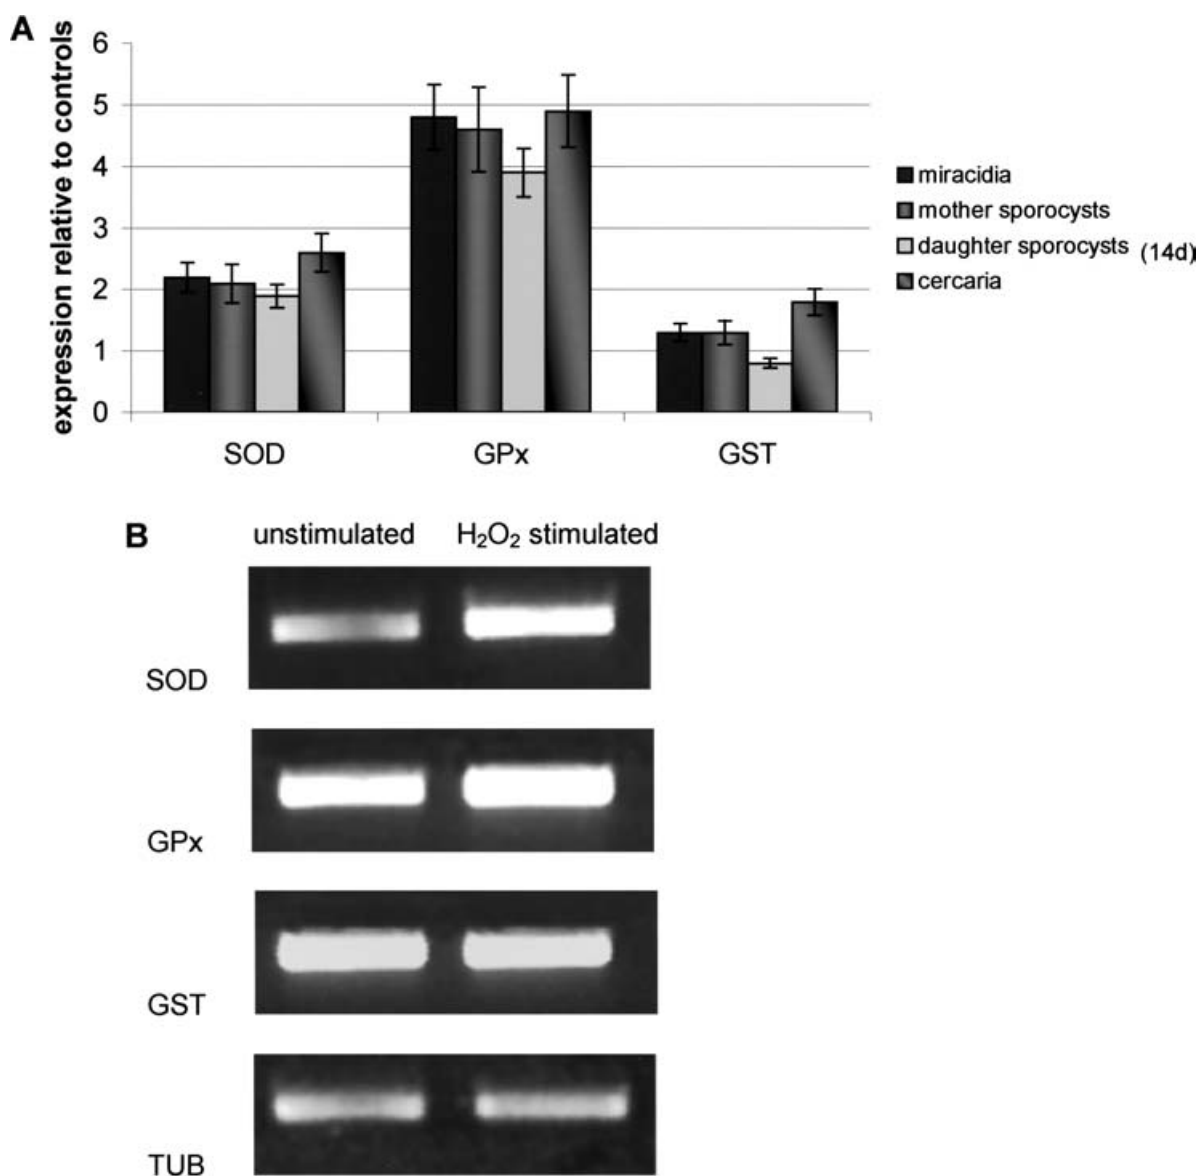 A
expression relative to controls
6
5
4
3
2
1
0
SOD GPx GST
miracidia
mother sporocysts
daughter sporocysts (14d)
cercaria
B
unstimulated H₂O₂ stimulated
SOD
GPx
GST
TUB